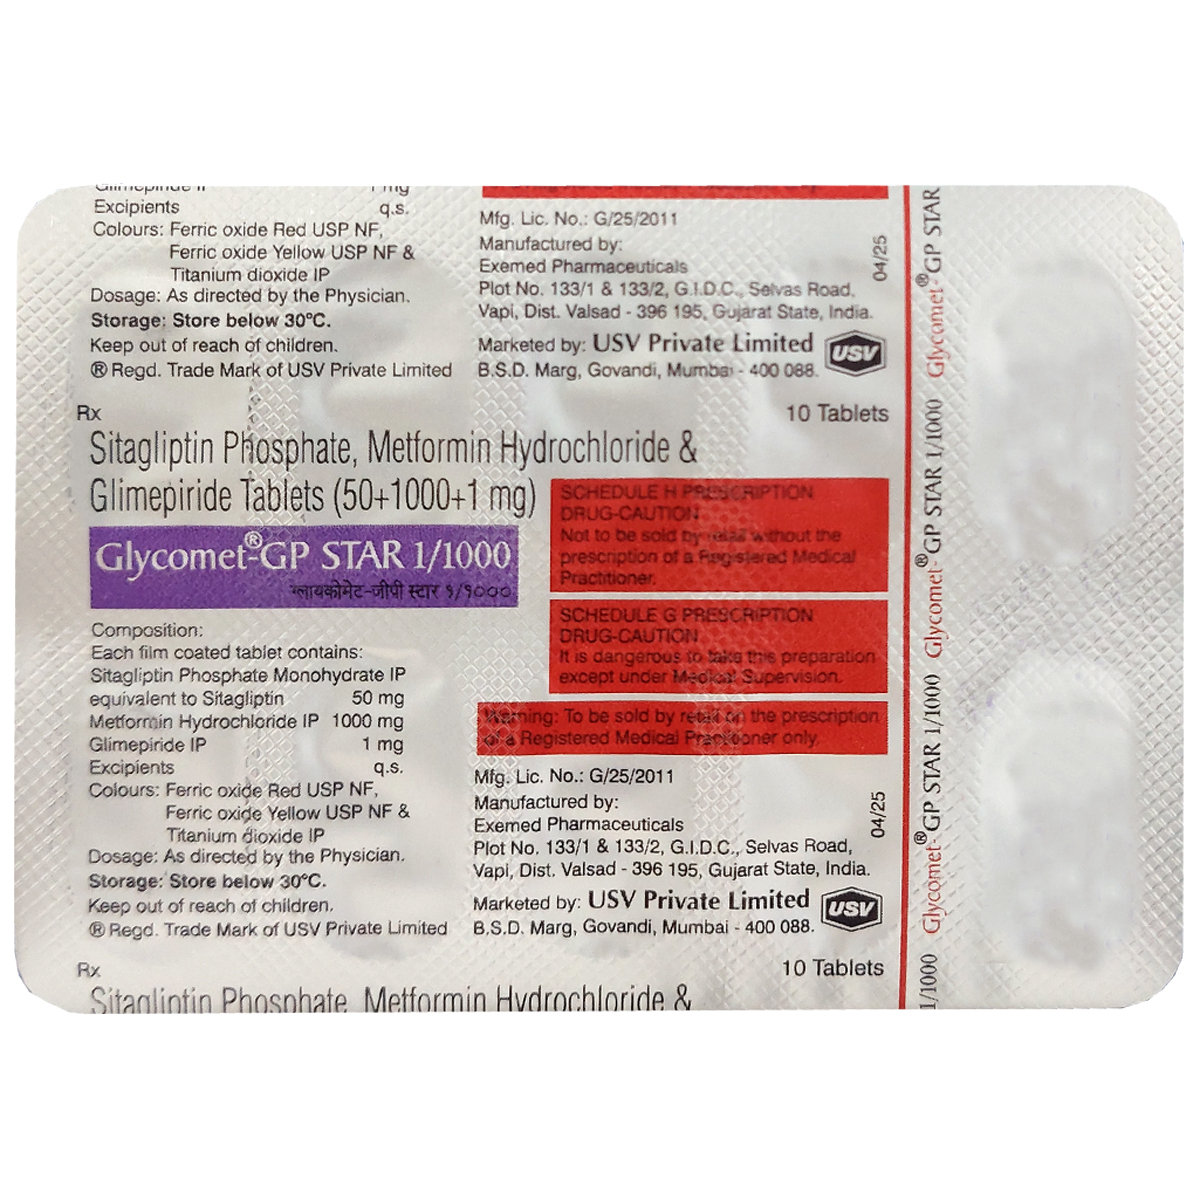 Glimepiride IP 1 mg
Excipients q.s.
Colours: Ferric oxide Red USP NF,
Ferric oxide Yellow USP NF &
Titanium dioxide IP
Dosage: As directed by the Physician.
Storage: Store below 30°C.
Keep out of reach of children.
® Regd. Trade Mark of USV Private Limited
Mfg. Lic. No.: G/25/2011
Manufactured by:
Exemed Pharmaceuticals
Plot No. 133/1 & 133/2, G.I.D.C., Selvas Road,
Vapi, Dist. Valsad - 396 195, Gujarat State, India.
Marketed by: USV Private Limited
B.S.D. Marg, Govandi, Mumbai - 400 088.
USV
04/25
Rx 10 Tablets
Sitagliptin Phosphate, Metformin Hydrochloride &
Glimepiride Tablets (50+1000+1 mg)
Glycomet®-GP STAR 1/1000
ग्लायकोमेट-जीपी स्टार १/१०००
Composition:
Each film coated tablet contains:
Sitagliptin Phosphate Monohydrate IP
equivalent to Sitagliptin 50 mg
Metformin Hydrochloride IP 1000 mg
Glimepiride IP 1 mg
Excipients q.s.
Colours: Ferric oxide Red USP NF,
Ferric oxide Yellow USP NF &
Titanium dioxide IP
Dosage: As directed by the Physician.
Storage: Store below 30°C.
Keep out of reach of children.
® Regd. Trade Mark of USV Private Limited
SCHEDULE H PRESCRIPTION
DRUG-CAUTION
Not to be sold by retail without the
prescription of a Registered Medical
Practitioner.
SCHEDULE G PRESCRIPTION
DRUG-CAUTION
It is dangerous to take this preparation
except under Medical Supervision.
Warning: To be sold by retail on the prescription
of a Registered Medical Practitioner only.
Mfg. Lic. No.: G/25/2011
Manufactured by:
Exemed Pharmaceuticals
Plot No. 133/1 & 133/2, G.I.D.C., Selvas Road,
Vapi, Dist. Valsad - 396 195, Gujarat State, India.
Marketed by: USV Private Limited
B.S.D. Marg, Govandi, Mumbai - 400 088.
USV
04/25
Rx 10 Tablets
Sitagliptin Phosphate, Metformin Hydrochloride &
1/1000 Glycomet-®GP STAR 1/1000 Glycomet-®GP STAR 1/1000 Glycomet-®GP STAR